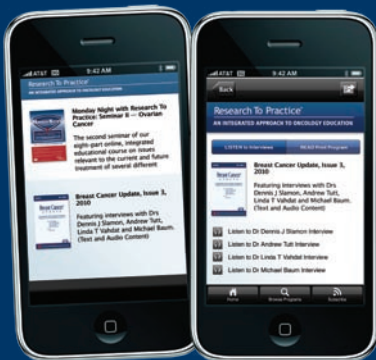 AT&T
9:42 AM
Research To Practice®
AN INTEGRATED APPROACH TO ONCOLOGY EDUCATION
Monday Night with Research
To Practice: Seminar II — Ovarian
Cancer
The second seminar of our
eight-part online, integrated
educational course on issues
relevant to the current and future
treatment of several different
Breast Cancer
Breast Cancer Update, Issue 3,
2010
Featuring interviews with Drs
Dennis J Slamon, Andrew Tutt,
Linda T Vahdat and Michael Baum.
(Text and Audio Content)
AT&T
9:42 AM
Back
Research To Practice®
AN INTEGRATED APPROACH TO ONCOLOGY EDUCATION
LISTEN to Interviews
READ Print Program
Breast Cancer
Breast Cancer Update, Issue 3,
2010
Featuring interviews with Drs
Dennis J Slamon, Andrew Tutt,
Linda T Vahdat and Michael Baum.
(Text and Audio Content)
Listen to Dr Dennis J Slamon Interview
Listen to Dr Andrew Tutt Interview
Listen to Dr Linda T Vahdat Interview
Listen to Dr Michael Baum Interview
Home
Browse Programs
Subscribe